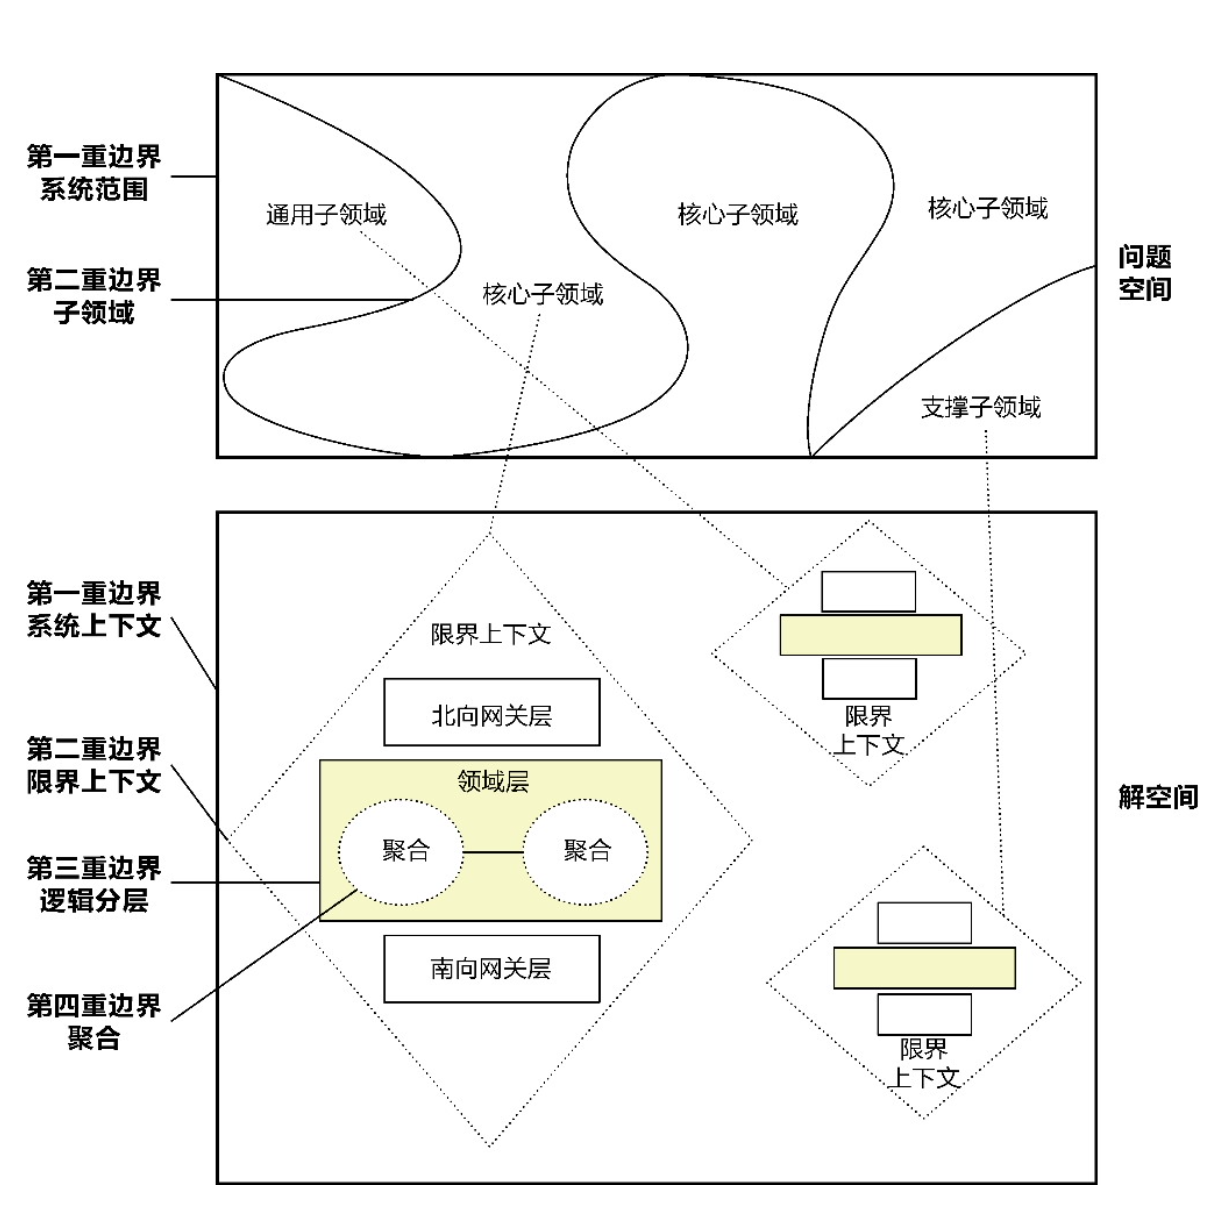 第一重边界
系统范围
通用子领域
核心子领域
核心子领域
问题
空间
第二重边界
子领域
核心子领域
支撑子领域
第一重边界
系统上下文
限界上下文
北向网关层
限界
上下文
第二重边界
限界上下文
领域层
解空间
聚合
聚合
第三重边界
逻辑分层
南向网关层
第四重边界
聚合
限界
上下文